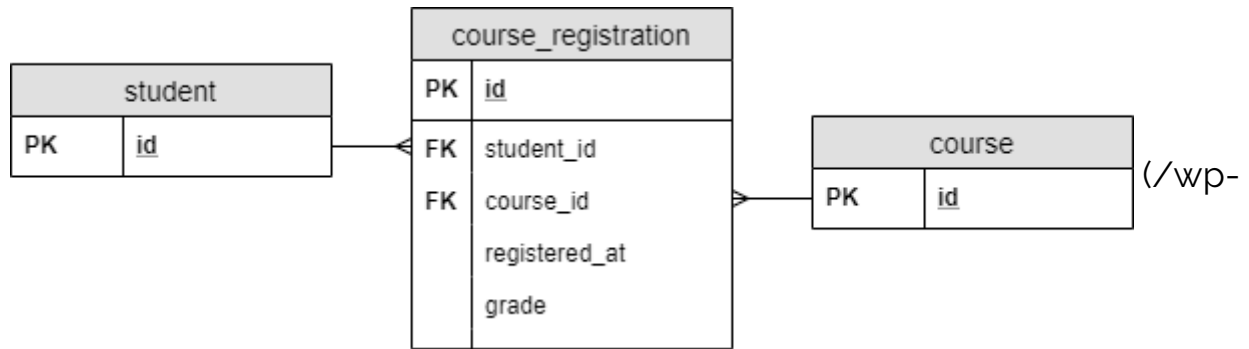 student
PK id
course_registration
PK id
FK student_id
FK course_id
registered_at
grade
course
PK id
(/wp-